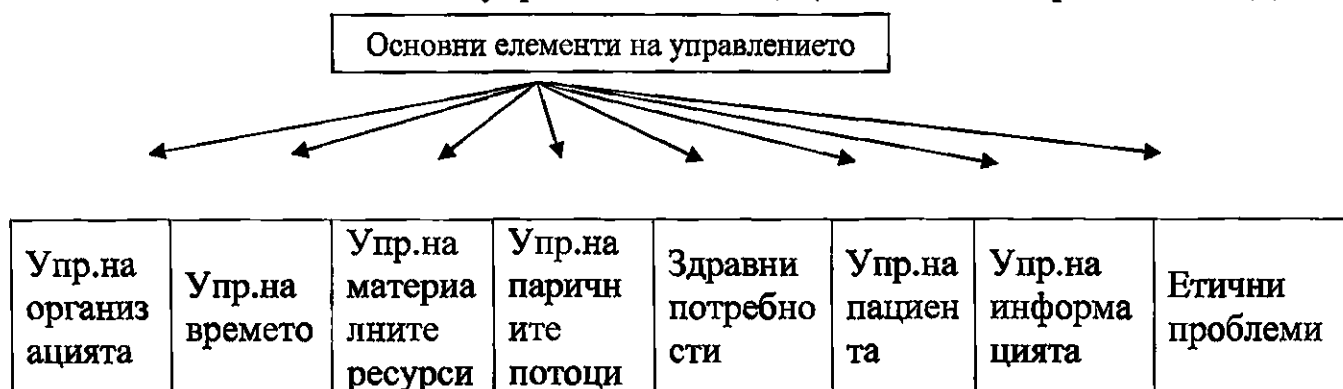 Основни елементи на управлението
Упр.на
организ
ацията
Упр.на
времето
Упр.на
материа
лните
ресурси
Упр.на
паричн
ите
потоци
Здравни
потребно
сти
Упр.на
пациен
та
Упр.на
информа
цията
Етични
проблеми